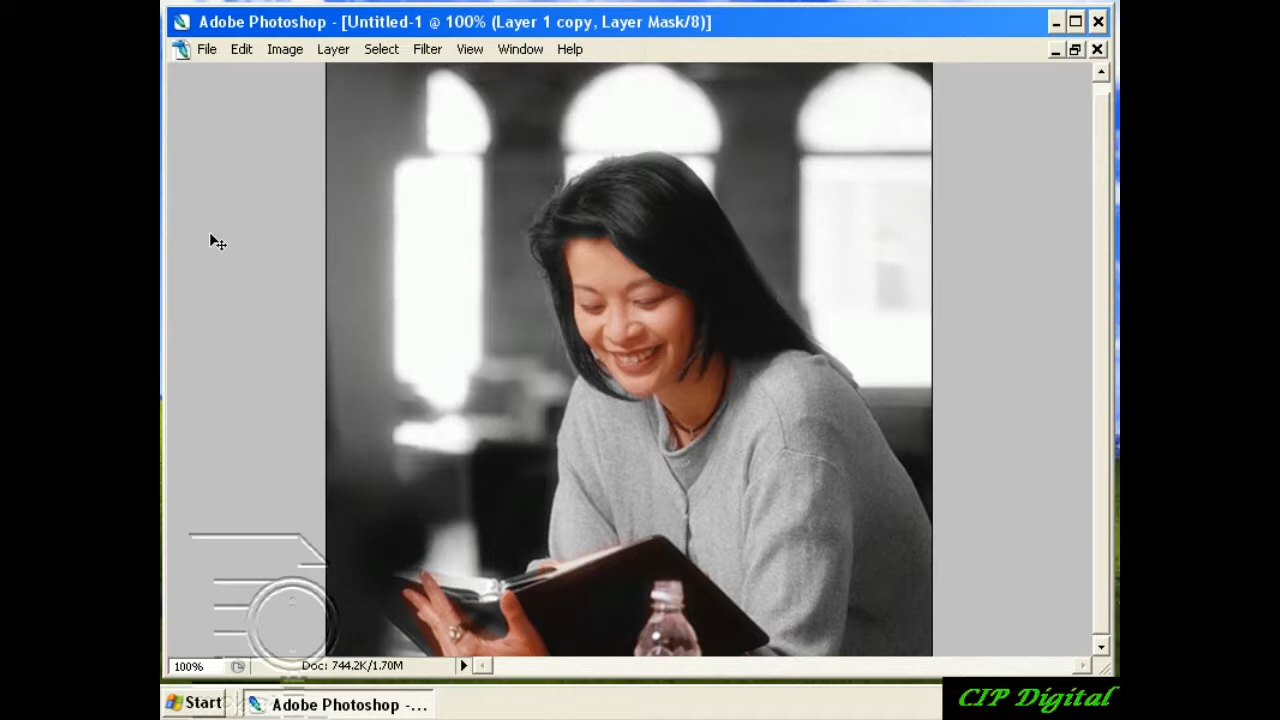 Adobe Photoshop - [Untitled-1 @ 100% (Layer 1 copy, Layer Mask/8)]
File Edit Image Layer Select Filter View Window Help
100% Doc: 744.2K/1.70M
Start Adobe Photoshop -...
CIP Digital